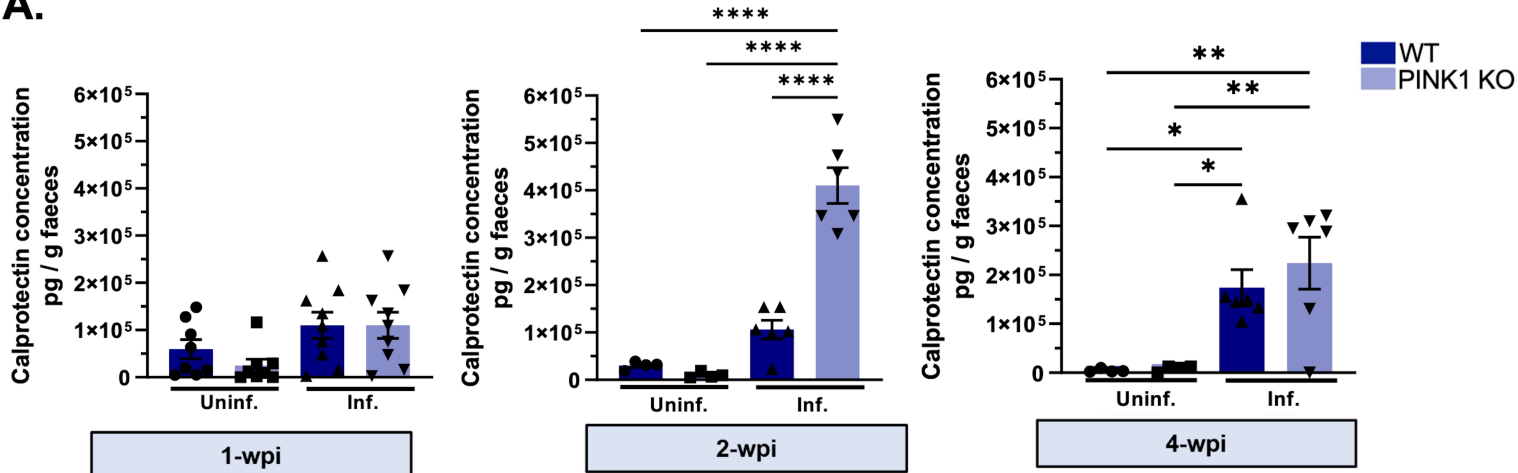 A.
WT
PINK1 KO
Calprotectin concentration
pg / g faeces
6×10⁵
5×10⁵
4×10⁵
3×10⁵
2×10⁵
1×10⁵
0
Uninf.
Inf.
1-wpi
****
****
****
Calprotectin concentration
pg / g faeces
6×10⁵
5×10⁵
4×10⁵
3×10⁵
2×10⁵
1×10⁵
0
Uninf.
Inf.
2-wpi
**
**
*
*
Calprotectin concentration
pg / g faeces
6×10⁵
5×10⁵
4×10⁵
3×10⁵
2×10⁵
1×10⁵
0
Uninf.
Inf.
4-wpi